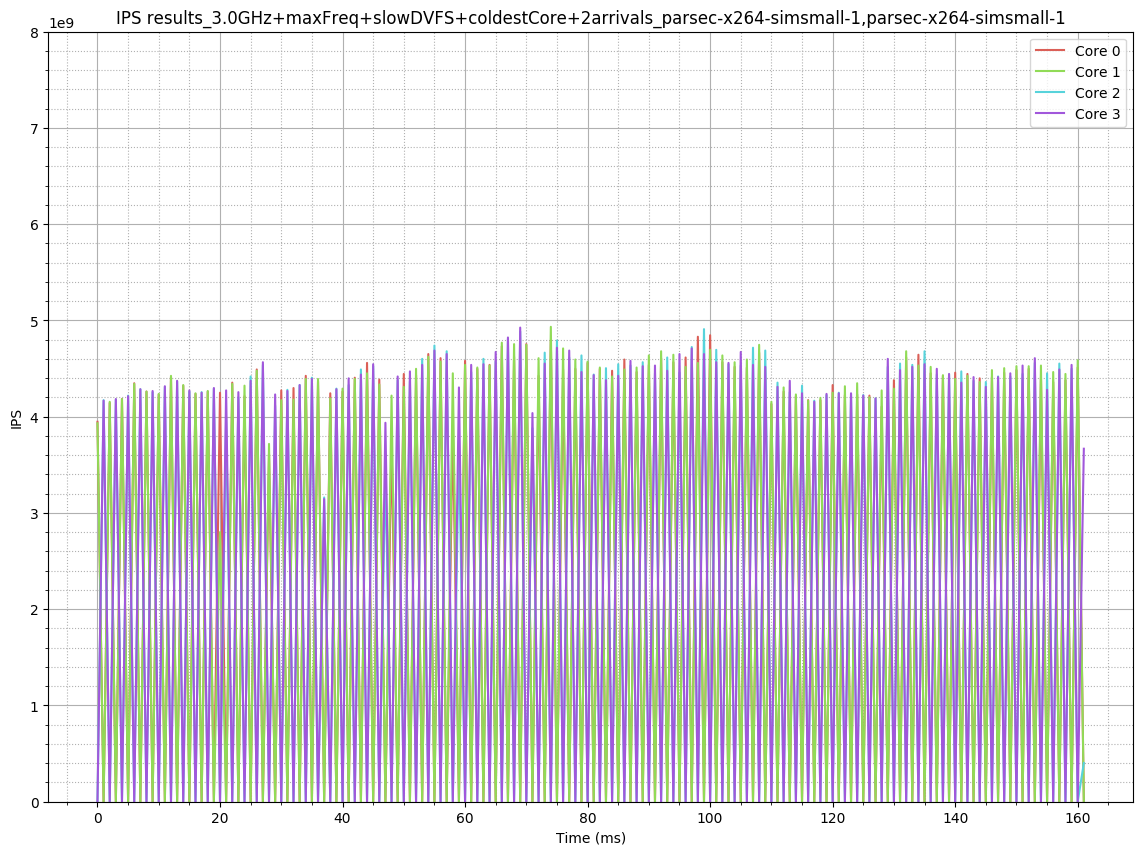 IPS results_3.0GHz+maxFreq+slowDVFS+coldestCore+2arrivals_parsec-x264-simsmall-1,parsec-x264-simsmall-1
1e9
8
7
6
5
4
3
2
1
0
IPS
Core 0
Core 1
Core 2
Core 3
0 20 40 60 80 100 120 140 160
Time (ms)